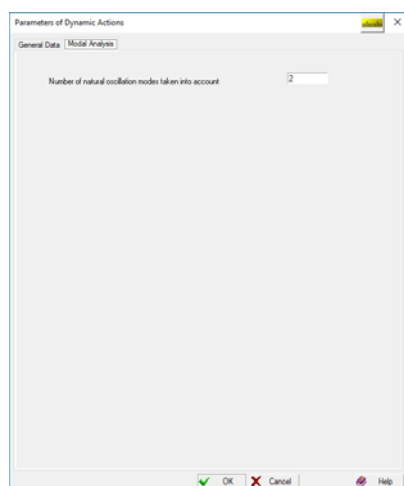 Parameters of Dynamic Actions
General Data Modal Analysis
Number of natural oscillation modes taken into account 2
OK Cancel Help